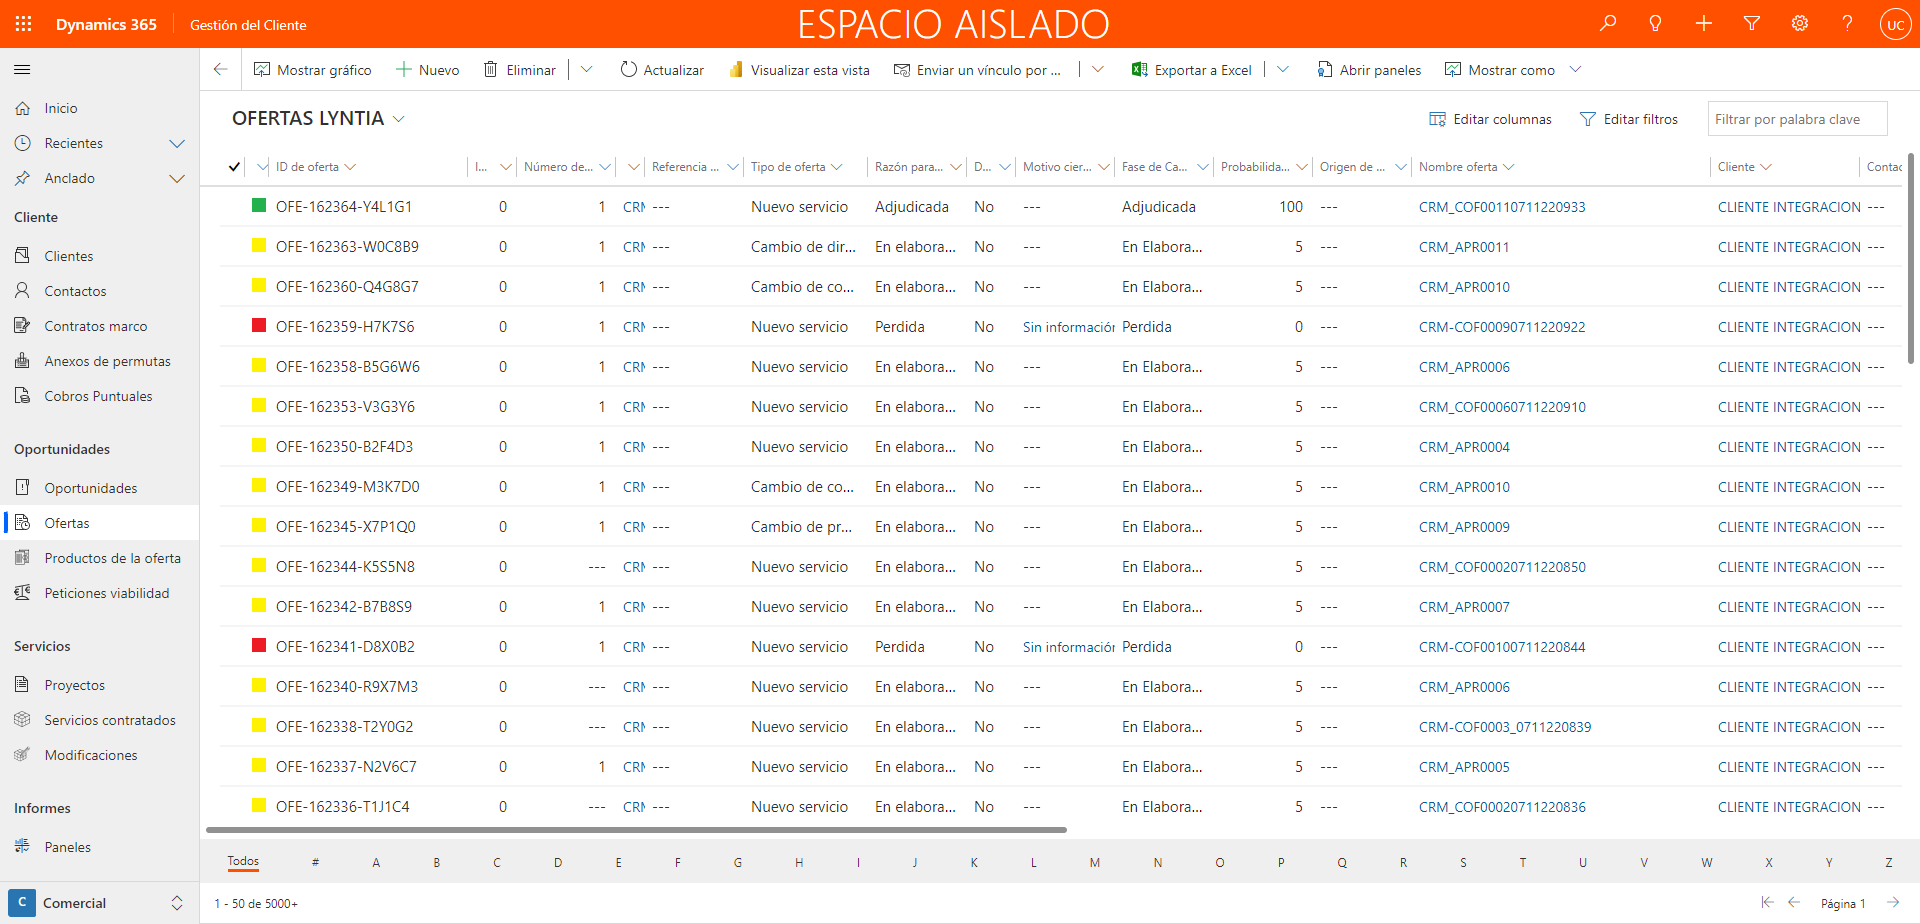 Dynamics 365 Gestión del Cliente ESPACIO AISLADO UC
Mostrar gráfico Nuevo Eliminar Actualizar Visualizar esta vista Enviar un vínculo por ... Exportar a Excel Abrir paneles Mostrar como
Inicio
Recientes
Anclado
Cliente
Clientes
Contactos
Contratos marco
Anexos de permutas
Cobros Puntuales
Oportunidades
Oportunidades
Ofertas
Productos de la oferta
Peticiones viabilidad
Servicios
Proyectos
Servicios contratados
Modificaciones
Informes
Paneles
C Comercial
OFERTAS LYNTIA Editar columnas Editar filtros Filtrar por palabra clave
ID de oferta I... Número de... Referencia ... Tipo de oferta Razón para... D... Motivo cier... Fase de Ca... Probabilida... Origen de ... Nombre oferta Cliente Contac
OFE-162364-Y4L1G1 0 1 CRM --- Nuevo servicio Adjudicada No --- Adjudicada 100 --- CRM_COF00110711220933 CLIENTE INTEGRACION ---
OFE-162363-W0C8B9 0 1 CRM --- Cambio de dir... En elabora... No --- En Elabora... 5 --- CRM_APR0011 CLIENTE INTEGRACION ---
OFE-162360-Q4G8G7 0 1 CRM --- Cambio de co... En elabora... No --- En Elabora... 5 --- CRM_APR0010 CLIENTE INTEGRACION ---
OFE-162359-H7K7S6 0 1 CRM --- Nuevo servicio Perdida No Sin información Perdida 0 --- CRM-COF00090711220922 CLIENTE INTEGRACION ---
OFE-162358-B5G6W6 0 1 CRM --- Nuevo servicio En elabora... No --- En Elabora... 5 --- CRM_APR0006 CLIENTE INTEGRACION ---
OFE-162353-V3G3Y6 0 1 CRM --- Nuevo servicio En elabora... No --- En Elabora... 5 --- CRM_COF00060711220910 CLIENTE INTEGRACION ---
OFE-162350-B2F4D3 0 1 CRM --- Nuevo servicio En elabora... No --- En Elabora... 5 --- CRM_APR0004 CLIENTE INTEGRACION ---
OFE-162349-M3K7D0 0 1 CRM --- Cambio de co... En elabora... No --- En Elabora... 5 --- CRM_APR0010 CLIENTE INTEGRACION ---
OFE-162345-X7P1Q0 0 1 CRM --- Cambio de pr... En elabora... No --- En Elabora... 5 --- CRM_APR0009 CLIENTE INTEGRACION ---
OFE-162344-K5S5N8 0 --- CRM --- Nuevo servicio En elabora... No --- En Elabora... 5 --- CRM_COF00020711220850 CLIENTE INTEGRACION ---
OFE-162342-B7B8S9 0 1 CRM --- Nuevo servicio En elabora... No --- En Elabora... 5 --- CRM_APR0007 CLIENTE INTEGRACION ---
OFE-162341-D8X0B2 0 1 CRM --- Nuevo servicio Perdida No Sin información Perdida 0 --- CRM-COF00100711220844 CLIENTE INTEGRACION ---
OFE-162340-R9X7M3 0 --- CRM --- Nuevo servicio En elabora... No --- En Elabora... 5 --- CRM_APR0006 CLIENTE INTEGRACION ---
OFE-162338-T2Y0G2 0 --- CRM --- Nuevo servicio En elabora... No --- En Elabora... 5 --- CRM-COF0003_0711220839 CLIENTE INTEGRACION ---
OFE-162337-N2V6C7 0 1 CRM --- Nuevo servicio En elabora... No --- En Elabora... 5 --- CRM_APR0005 CLIENTE INTEGRACION ---
OFE-162336-T1J1C4 0 --- CRM --- Nuevo servicio En elabora... No --- En Elabora... 5 --- CRM_COF00020711220836 CLIENTE INTEGRACION ---
Todos # A B C D E F G H I J K L M N O P Q R S T U V W X Y Z
1 - 50 de 5000+ Página 1